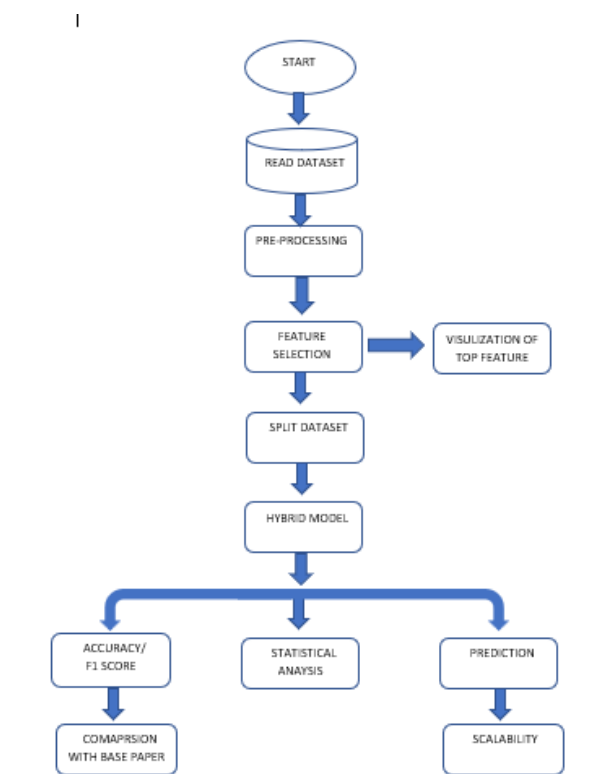 START
READ DATASET
PRE-PROCESSING
FEATURE
SELECTION
VISULIZATION OF
TOP FEATURE
SPLIT DATASET
HYBRID MODEL
ACCURACY/
F1 SCORE
STATISTICAL
ANAYSIS
PREDICTION
COMAPRSION
WITH BASE PAPER
SCALABILITY